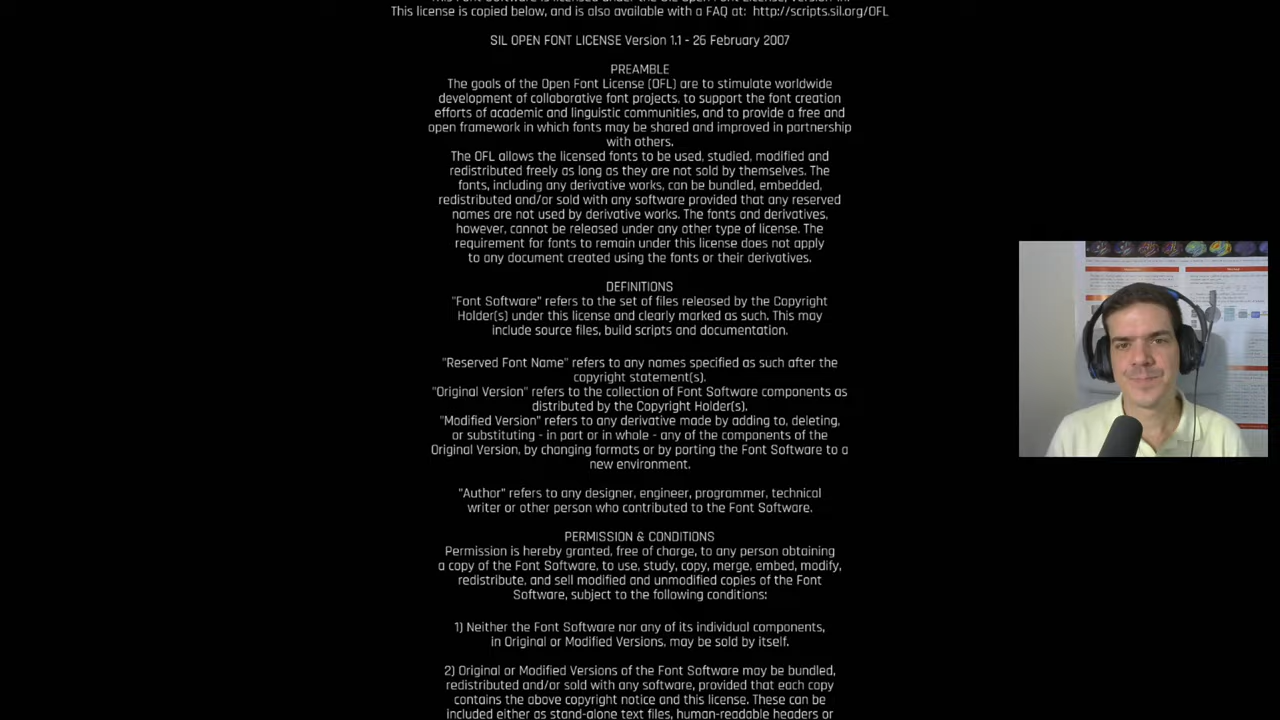 This license is copied below, and is also available with a FAQ at: http://scripts.sil.org/OFL
SIL OPEN FONT LICENSE Version 1.1 - 26 February 2007
PREAMBLE
The goals of the Open Font License (OFL) are to stimulate worldwide
development of collaborative font projects, to support the font creation
efforts of academic and linguistic communities, and to provide a free and
open framework in which fonts may be shared and improved in partnership
with others.
The OFL allows the licensed fonts to be used, studied, modified and
redistributed freely as long as they are not sold by themselves. The
fonts, including any derivative works, can be bundled, embedded,
redistributed and/or sold with any software provided that any reserved
names are not used by derivative works. The fonts and derivatives,
however, cannot be released under any other type of license. The
requirement for fonts to remain under this license does not apply
to any document created using the fonts or their derivatives.
DEFINITIONS
"Font Software" refers to the set of files released by the Copyright
Holder(s) under this license and clearly marked as such. This may
include source files, build scripts and documentation.
"Reserved Font Name" refers to any names specified as such after the
copyright statement(s).
"Original Version" refers to the collection of Font Software components as
distributed by the Copyright Holder(s).
"Modified Version" refers to any derivative made by adding to, deleting,
or substituting - in part or in whole - any of the components of the
Original Version, by changing formats or by porting the Font Software to a
new environment.
"Author" refers to any designer, engineer, programmer, technical
writer or other person who contributed to the Font Software.
PERMISSION & CONDITIONS
Permission is hereby granted, free of charge, to any person obtaining
a copy of the Font Software, to use, study, copy, merge, embed, modify,
redistribute, and sell modified and unmodified copies of the Font
Software, subject to the following conditions:
1) Neither the Font Software nor any of its individual components,
in Original or Modified Versions, may be sold by itself.
2) Original or Modified Versions of the Font Software may be bundled,
redistributed and/or sold with any software, provided that each copy
contains the above copyright notice and this license. These can be
included either as stand-alone text files, human-readable headers or